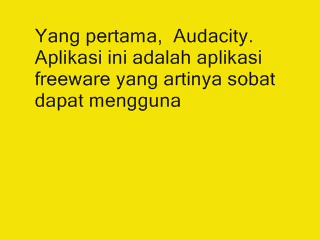 Yang pertama,  Audacity.
Aplikasi ini adalah aplikasi
freeware yang artinya sobat
dapat mengguna